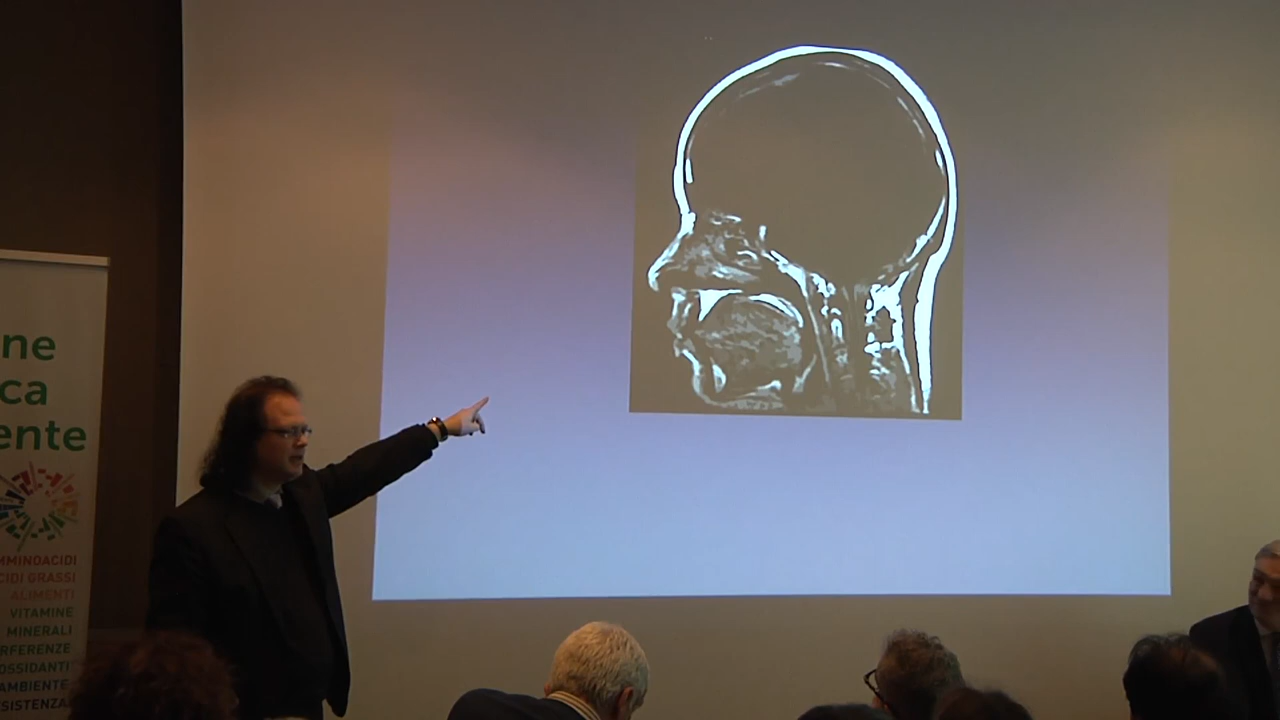 ne
ca
ente
MMINOACIDI
CIDI GRASSI
ALIMENTI
VITAMINE
MINERALI
RFERENZE
OSSIDANTI
AMBIENTE
SISTENZA